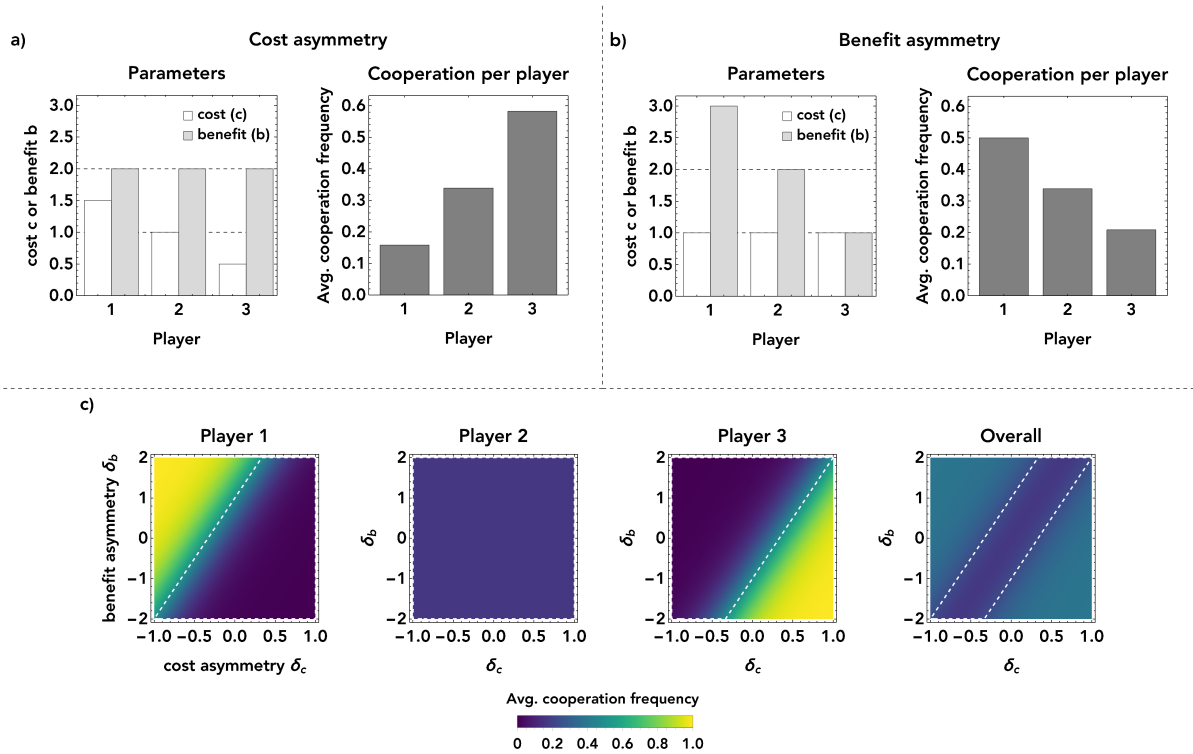 a)
Cost asymmetry
Parameters
cost c or benefit b
3.0
2.5
2.0
1.5
1.0
0.5
0.0
cost (c)
benefit (b)
1 2 3
Player
Cooperation per player
Avg. cooperation frequency
0.6
0.5
0.4
0.3
0.2
0.1
0.0
1 2 3
Player
b)
Benefit asymmetry
Parameters
cost c or benefit b
3.0
2.5
2.0
1.5
1.0
0.5
0.0
cost (c)
benefit (b)
1 2 3
Player
Cooperation per player
Avg. cooperation frequency
0.6
0.5
0.4
0.3
0.2
0.1
0.0
1 2 3
Player
c)
Player 1
benefit asymmetry δb
2
1
0
−1
−2
−1.0 −0.5 0.0 0.5 1.0
cost asymmetry δc
Player 2
δb
2
1
0
−1
−2
−1.0 −0.5 0.0 0.5 1.0
δc
Player 3
δb
2
1
0
−1
−2
−1.0 −0.5 0.0 0.5 1.0
δc
Overall
δb
2
1
0
−1
−2
−1.0 −0.5 0.0 0.5 1.0
δc
Avg. cooperation frequency
0 0.2 0.4 0.6 0.8 1.0